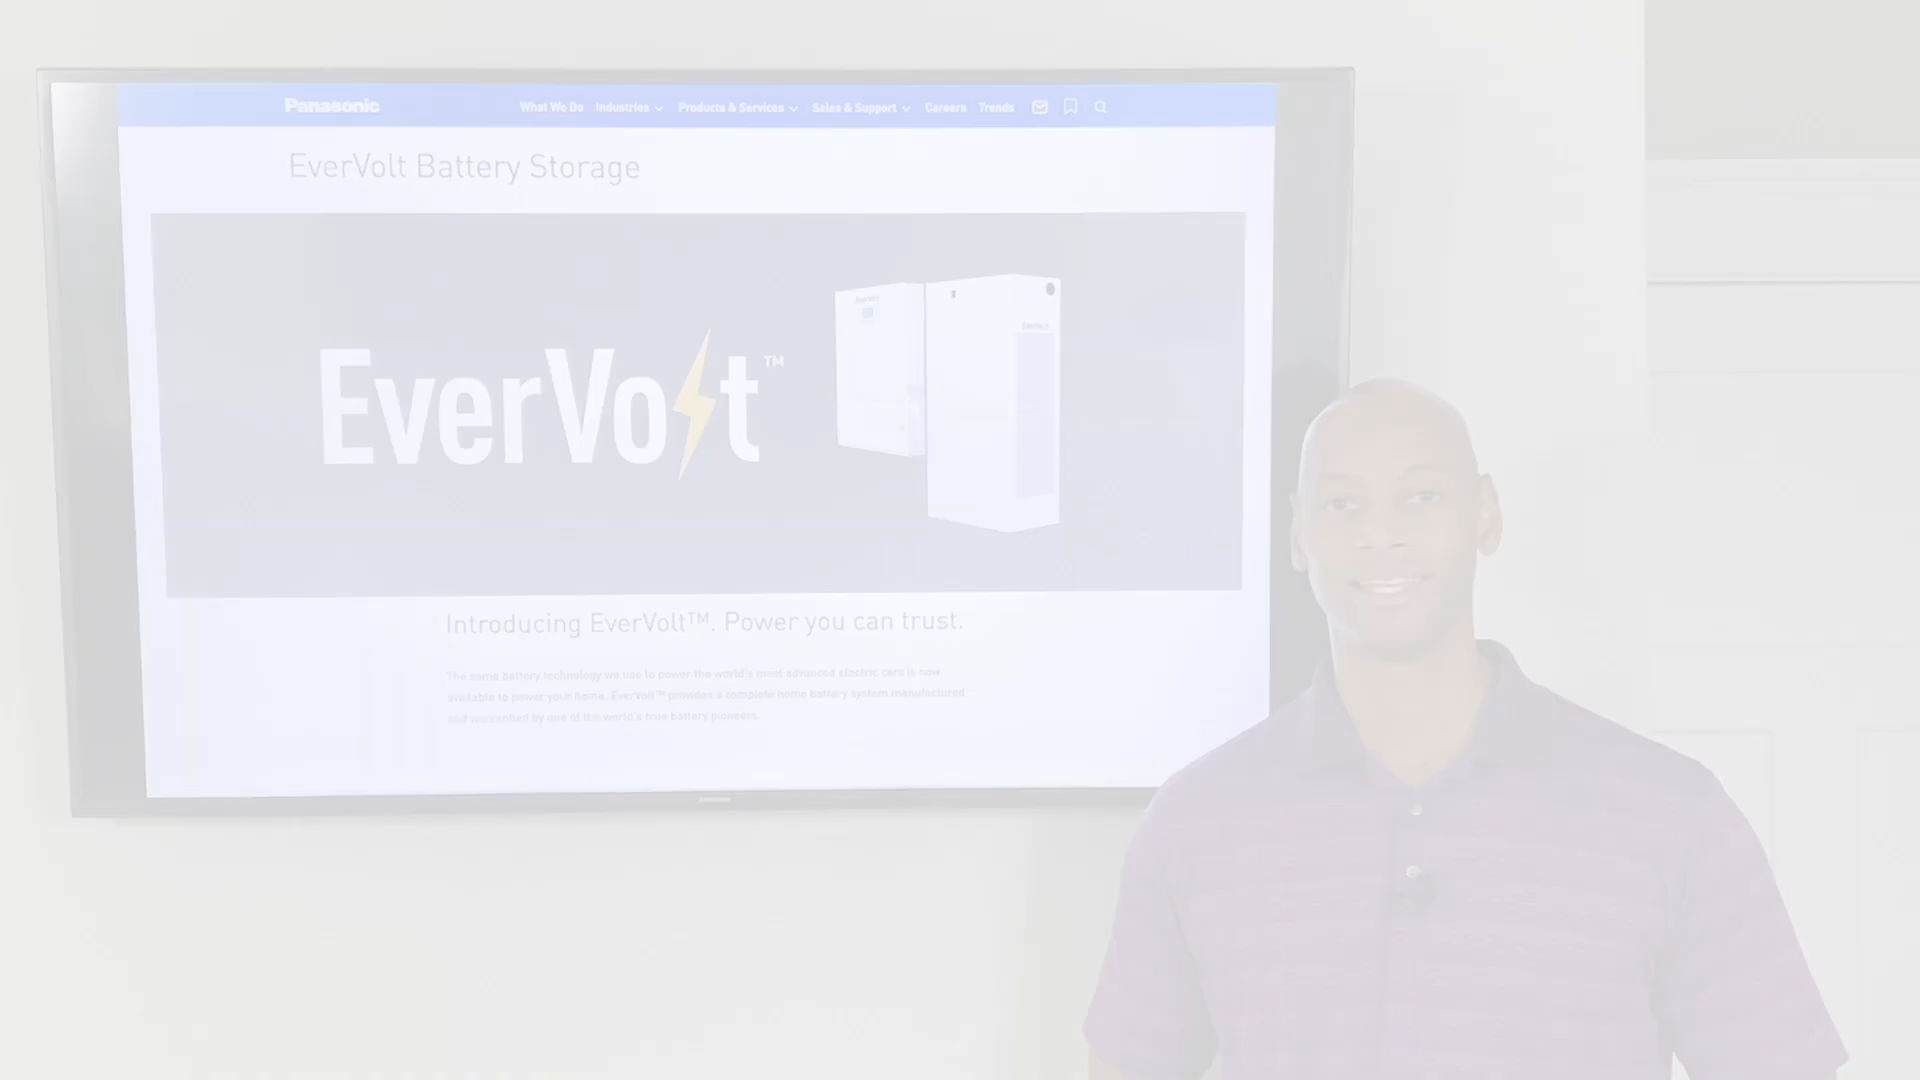 Panasonic What We Do Industries Products & Services Sales & Support Careers Trends
EverVolt Battery Storage
EverVolt™
Introducing EverVolt™. Power you can trust.
The same battery technology we use to power the world's most advanced electric cars is now
available to power your home. EverVolt™ provides a complete home battery system manufactured
and warrantied by one of the world's true battery pioneers.